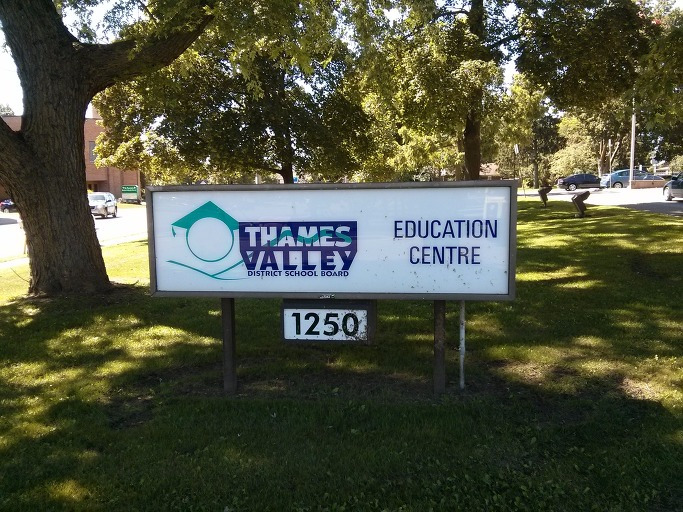 THAMES
VALLEY
DISTRICT SCHOOL BOARD
EDUCATION
CENTRE
1250